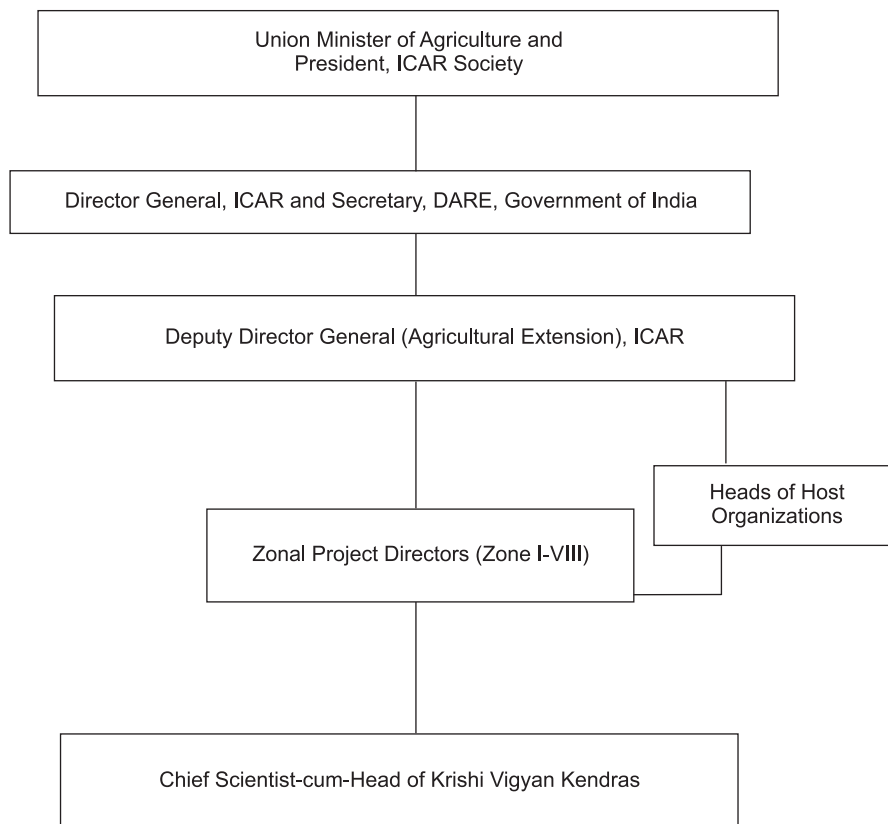 Union Minister of Agriculture and
President, ICAR Society
Director General, ICAR and Secretary, DARE, Government of India
Deputy Director General (Agricultural Extension), ICAR
Heads of Host
Organizations
Zonal Project Directors (Zone I-VIII)
Chief Scientist-cum-Head of Krishi Vigyan Kendras